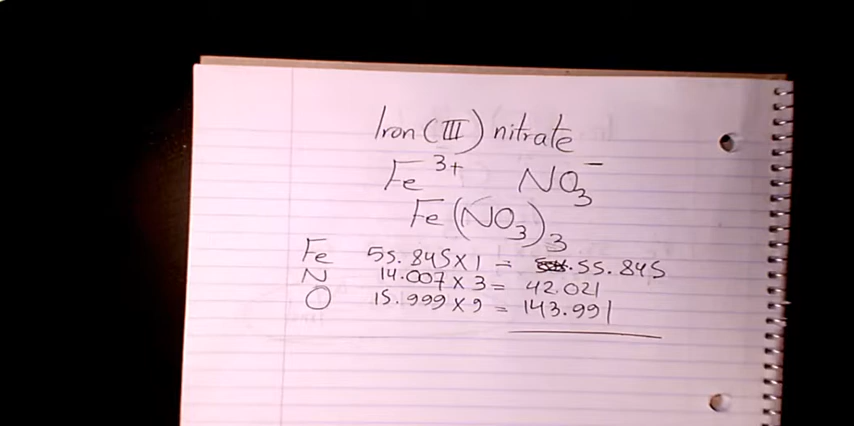 Iron (III) nitrate
Fe³⁺ NO₃⁻
Fe(NO₃)₃
Fe 55.845 x 1 = 55.845
N 14.007 x 3 = 42.021
O 15.999 x 9 = 143.991